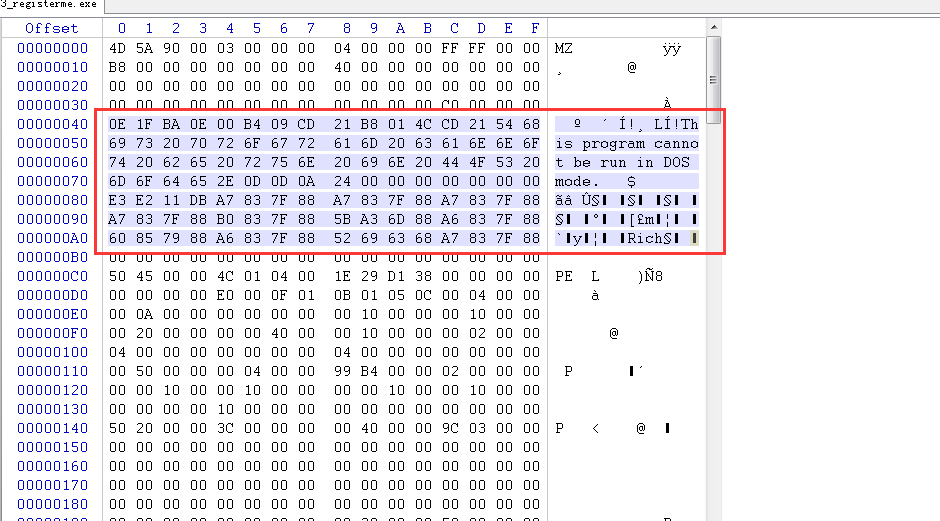 3_registerme.exe
Offset 0 1 2 3 4 5 6 7 8 9 A B C D E F
00000000 4D 5A 90 00 03 00 00 00 04 00 00 00 FF FF 00 00 MZ ÿÿ
00000010 B8 00 00 00 00 00 00 00 40 00 00 00 00 00 00 00 ¸ @
00000020 00 00 00 00 00 00 00 00 00 00 00 00 00 00 00 00
00000030 00 00 00 00 00 00 00 00 00 00 00 00 C0 00 00 00 À
00000040 0E 1F BA 0E 00 B4 09 CD 21 B8 01 4C CD 21 54 68 º ´ Í!¸ LÍ!Th
00000050 69 73 20 70 72 6F 67 72 61 6D 20 63 61 6E 6E 6F is program canno
00000060 74 20 62 65 20 72 75 6E 20 69 6E 20 44 4F 53 20 t be run in DOS
00000070 6D 6F 64 65 2E 0D 0D 0A 24 00 00 00 00 00 00 00 mode. $
00000080 E3 E2 11 DB A7 83 7F 88 A7 83 7F 88 A7 83 7F 88 ãâ Û§▌▌§▌▌§▌▌
00000090 A7 83 7F 88 B0 83 7F 88 5B A3 6D 88 A6 83 7F 88 §▌▌°▌▌[£m▌¦▌▌
000000A0 60 85 79 88 A6 83 7F 88 52 69 63 68 A7 83 7F 88 `▌y▌¦▌▌Rich§▌▌
000000B0 00 00 00 00 00 00 00 00 00 00 00 00 00 00 00 00
000000C0 50 45 00 00 4C 01 04 00 1E 29 D1 38 00 00 00 00 PE L )Ñ8
000000D0 00 00 00 00 E0 00 0F 01 0B 01 05 0C 00 04 00 00 à
000000E0 00 0A 00 00 00 00 00 00 00 10 00 00 00 10 00 00
000000F0 00 20 00 00 00 00 40 00 00 10 00 00 00 02 00 00 @
00000100 04 00 00 00 00 00 00 00 04 00 00 00 00 00 00 00
00000110 00 50 00 00 00 04 00 00 99 B4 00 00 02 00 00 00 P ▌´
00000120 00 00 10 00 00 10 00 00 00 00 10 00 00 10 00 00
00000130 00 00 00 00 10 00 00 00 00 00 00 00 00 00 00 00
00000140 50 20 00 00 3C 00 00 00 00 40 00 00 9C 03 00 00 P < @ ▌
00000150 00 00 00 00 00 00 00 00 00 00 00 00 00 00 00 00
00000160 00 00 00 00 00 00 00 00 00 00 00 00 00 00 00 00
00000170 00 00 00 00 00 00 00 00 00 00 00 00 00 00 00 00
00000180 00 00 00 00 00 00 00 00 00 00 00 00 00 00 00 00